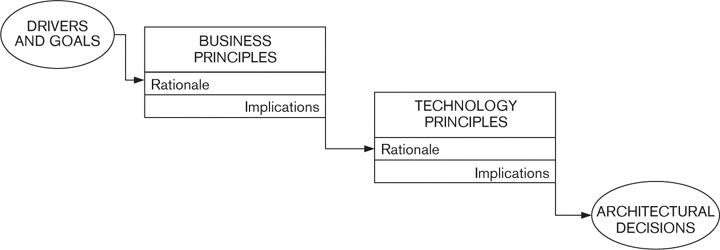 DRIVERS
AND GOALS
BUSINESS
PRINCIPLES
Rationale
Implications
TECHNOLOGY
PRINCIPLES
Rationale
Implications
ARCHITECTURAL
DECISIONS